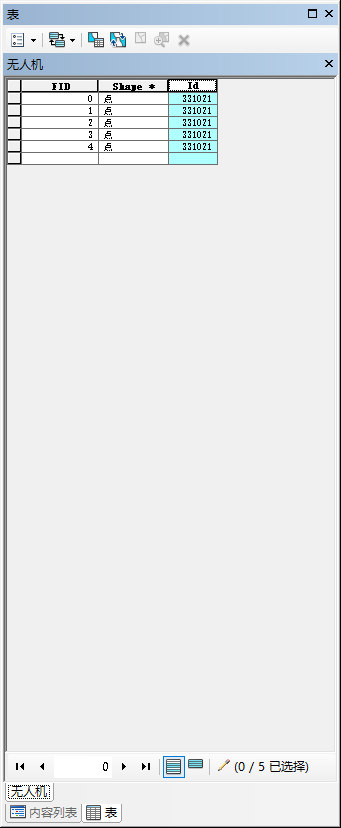 表
无人机
FID Shape * Id
0 点 331021
1 点 331021
2 点 331021
3 点 331021
4 点 331021
0 (0 / 5 已选择)
无人机
内容列表 表